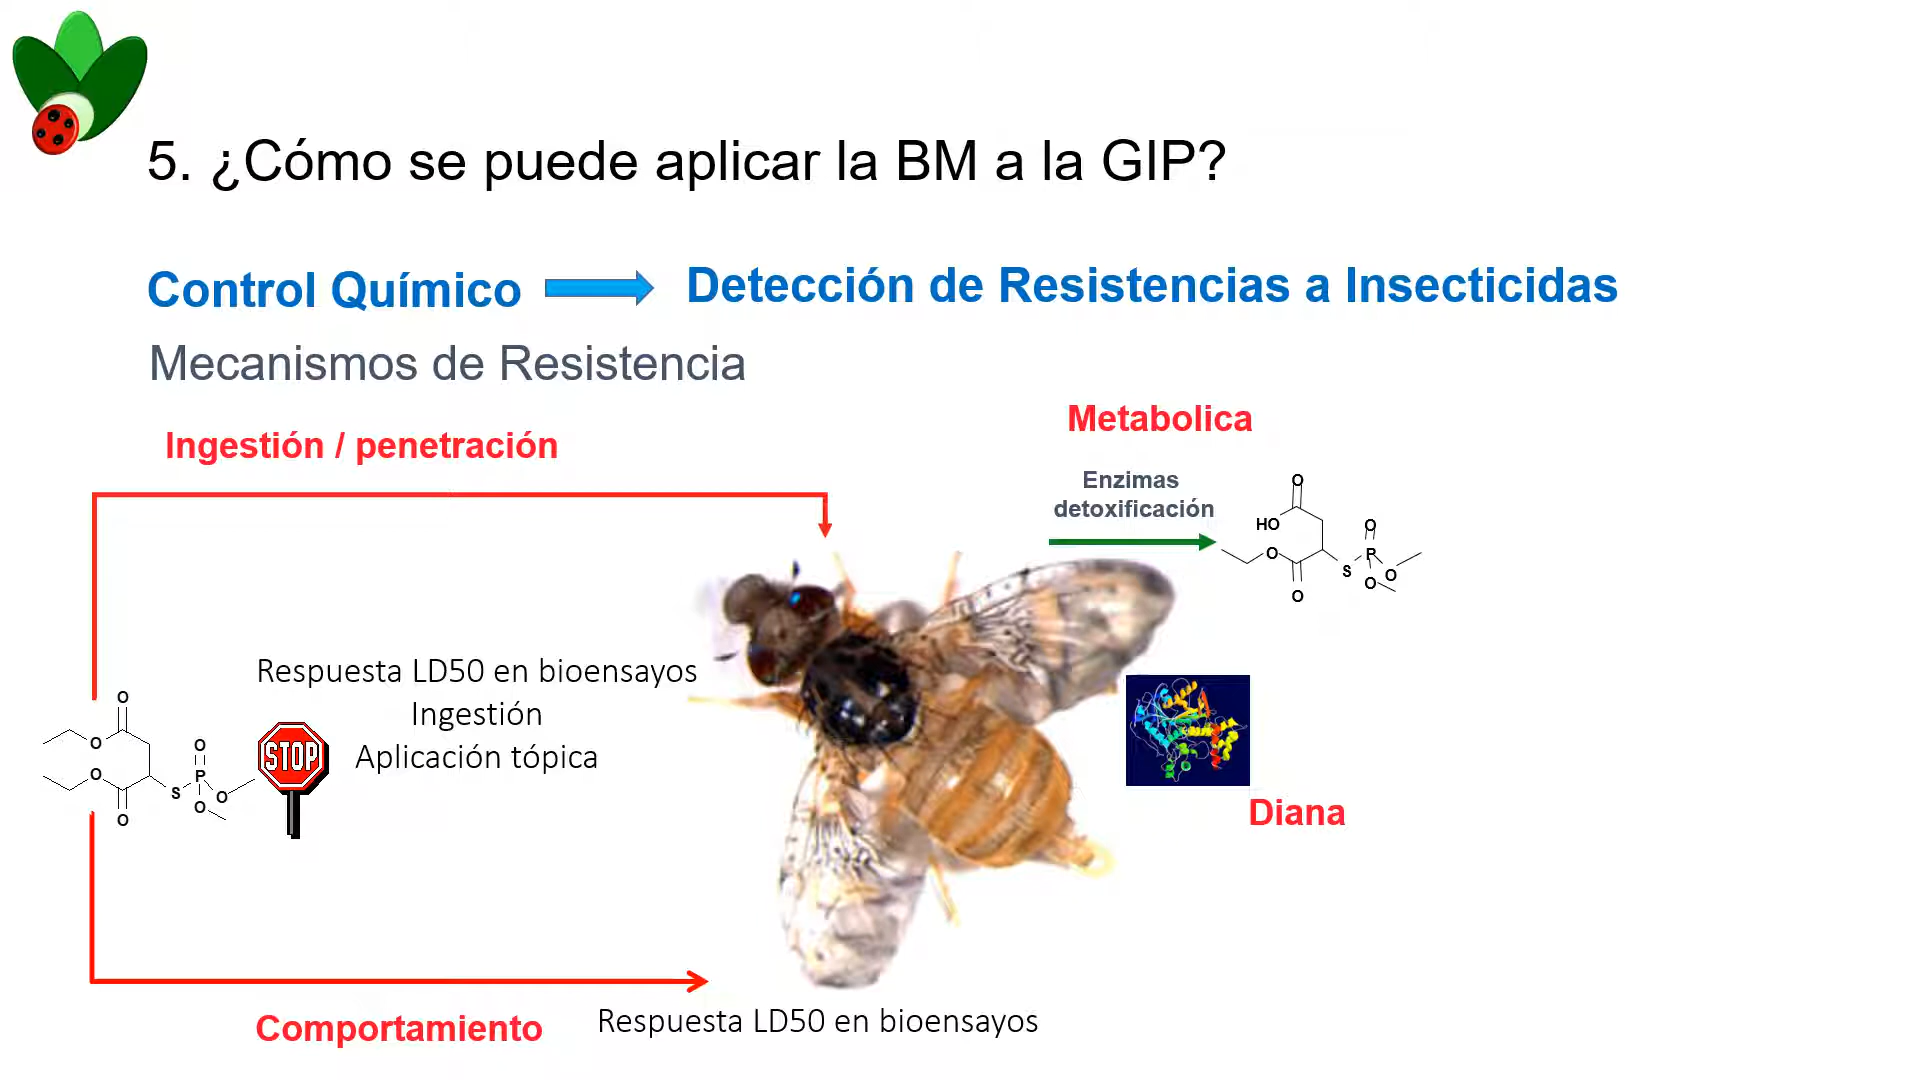 5. ¿Cómo se puede aplicar la BM a la GIP?
Control Químico
Detección de Resistencias a Insecticidas
Mecanismos de Resistencia
Ingestión / penetración
Metabolica
Enzimas
detoxificación
O
HO
O
O
P
S
O
O
O
Respuesta LD50 en bioensayos
Ingestión
Aplicación tópica
STOP
O
O
O
O
P
S
O
O
O
Diana
Comportamiento
Respuesta LD50 en bioensayos